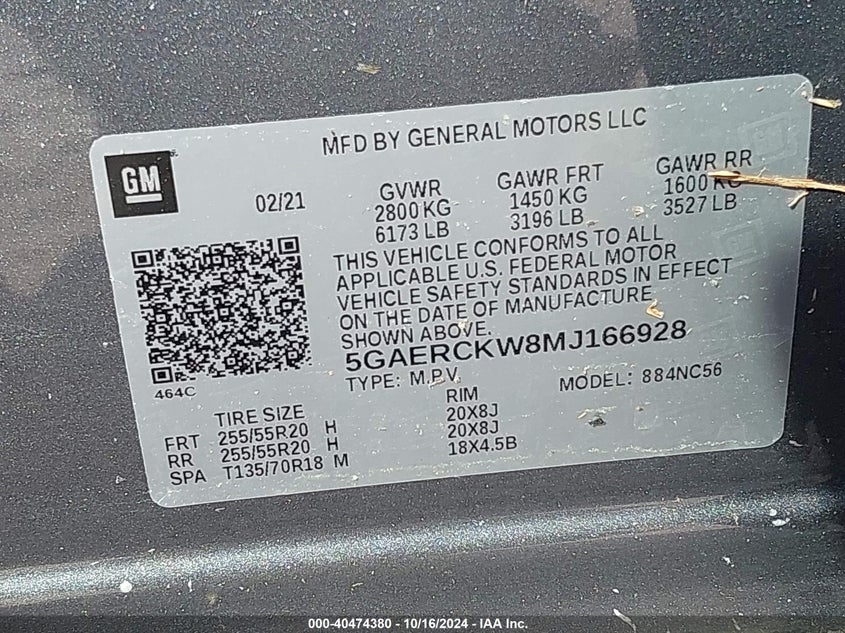 MFD BY GENERAL MOTORS LLC
GM
02/21
GVWR
2800 KG
6173 LB
GAWR FRT
1450 KG
3196 LB
GAWR RR
1600 KG
3527 LB
THIS VEHICLE CONFORMS TO ALL
APPLICABLE U.S. FEDERAL MOTOR
VEHICLE SAFETY STANDARDS IN EFFECT
ON THE DATE OF MANUFACTURE
SHOWN ABOVE.
5GAERCKW8MJ166928
TYPE: M.P.V.
MODEL: 884NC56
464C
TIRE SIZE
RIM
FRT 255/55R20 H 20X8J
RR 255/55R20 H 20X8J
SPA T135/70R18 M 18X4.5B
000-40474380 - 10/16/2024 - IAA Inc.